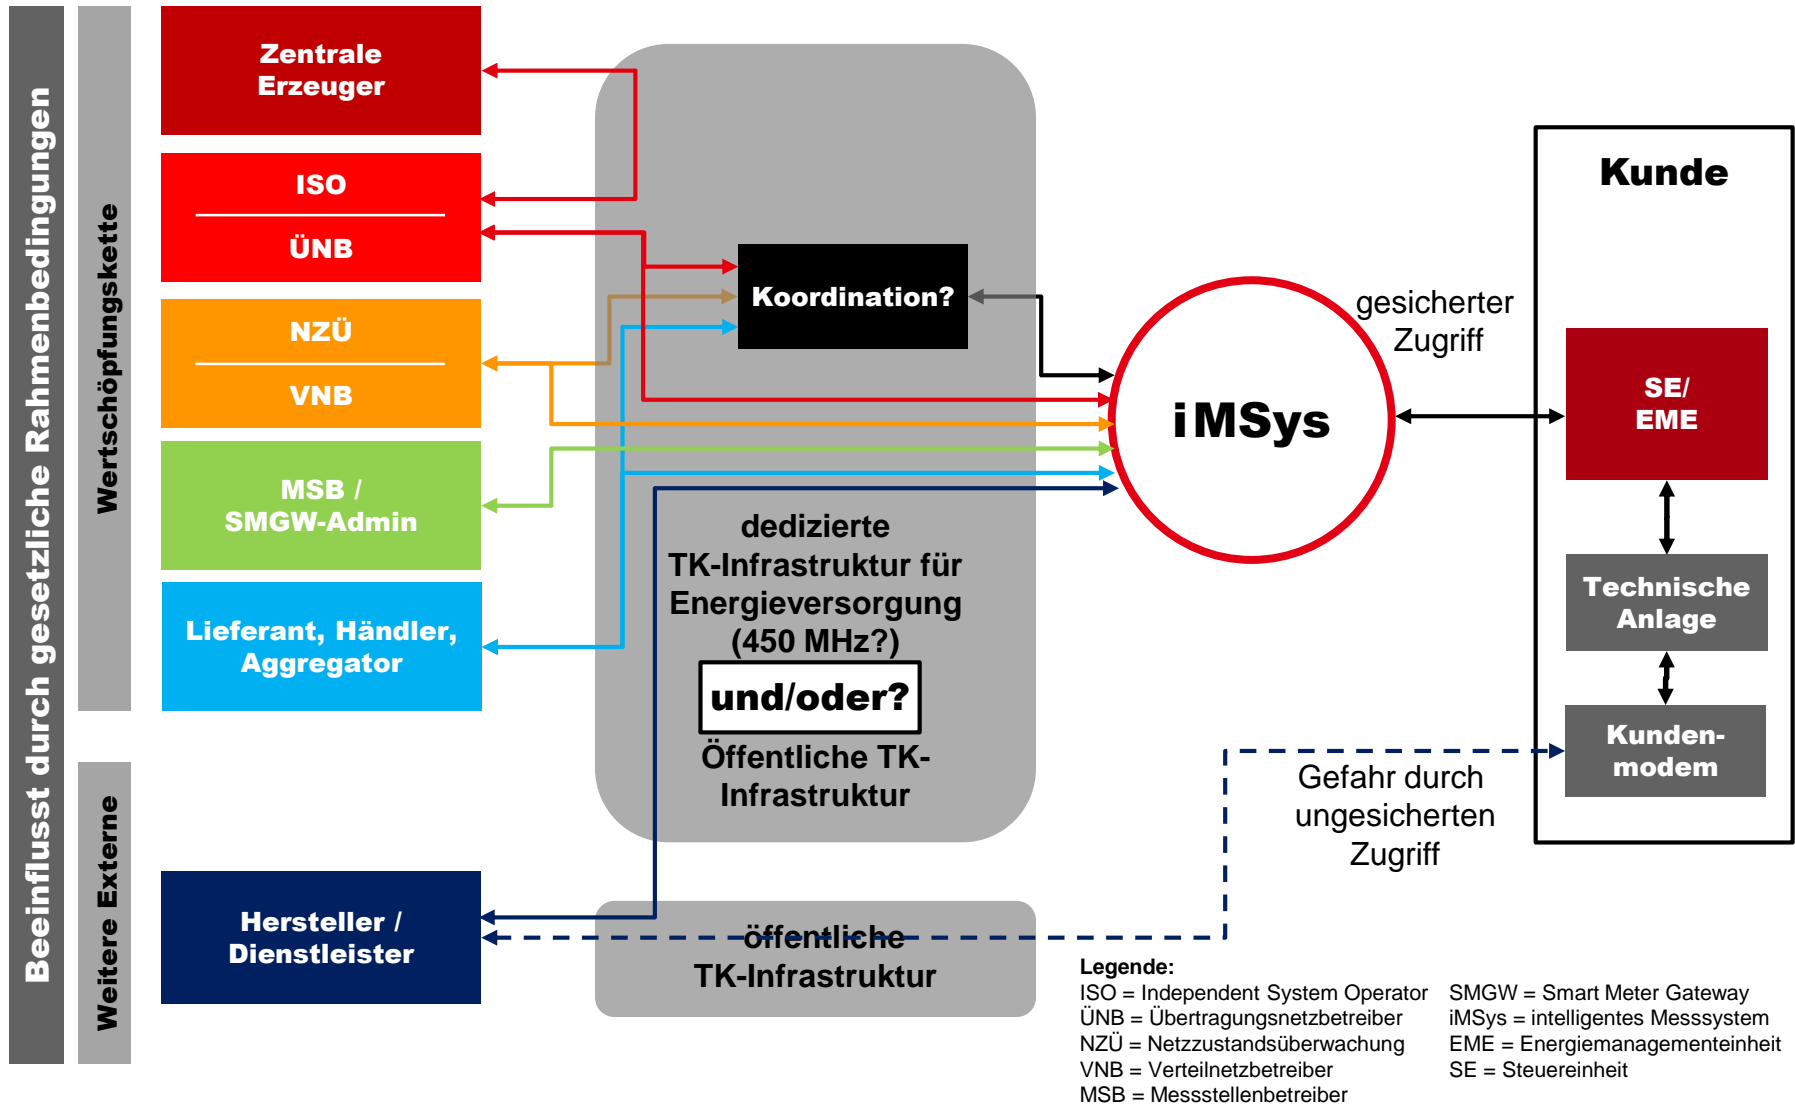 Beeinflusst durch gesetzliche Rahmenbedingungen
Wertschöpfungskette
Weitere Externe
Zentrale
Erzeuger
ISO
ÜNB
NZÜ
VNB
MSB /
SMGW-Admin
Lieferant, Händler,
Aggregator
Hersteller /
Dienstleister
Koordination?
dedizierte
TK-Infrastruktur für
Energieversorgung
(450 MHz?)
und/oder?
Öffentliche TK-
Infrastruktur
öffentliche
TK-Infrastruktur
iMSys
gesicherter
Zugriff
Gefahr durch
ungesicherten
Zugriff
Kunde
SE/
EME
Technische
Anlage
Kunden-
modem
Legende:
ISO = Independent System Operator
ÜNB = Übertragungsnetzbetreiber
NZÜ = Netzzustandsüberwachung
VNB = Verteilnetzbetreiber
MSB = Messstellenbetreiber
SMGW = Smart Meter Gateway
iMSys = intelligentes Messsystem
EME = Energiemanagementeinheit
SE = Steuereinheit